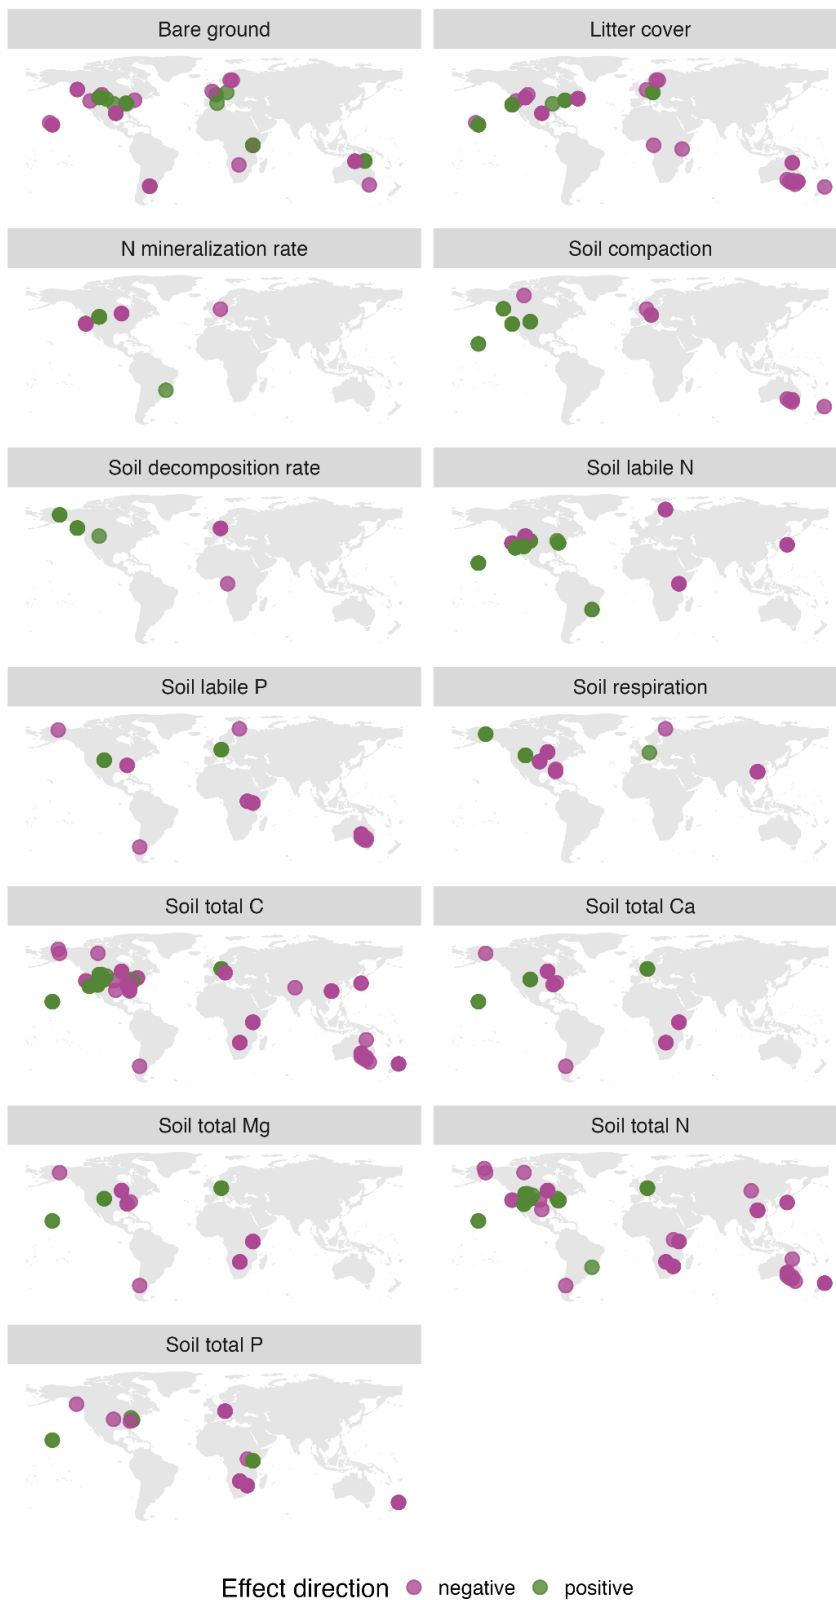 Bare ground
Litter cover
N mineralization rate
Soil compaction
Soil decomposition rate
Soil labile N
Soil labile P
Soil respiration
Soil total C
Soil total Ca
Soil total Mg
Soil total N
Soil total P
Effect direction negative positive